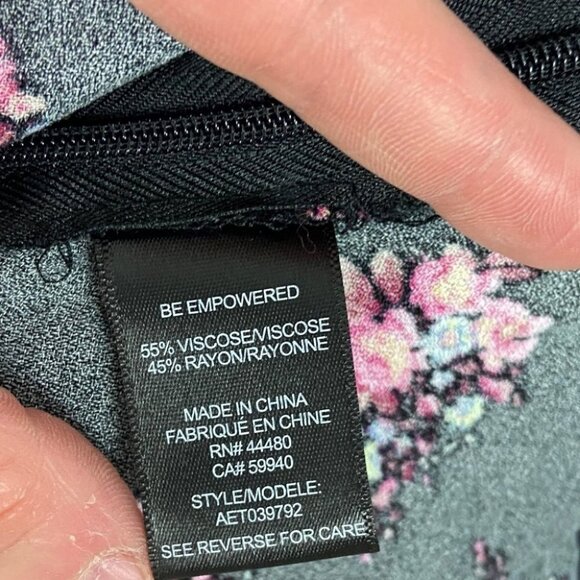 BE EMPOWERED
55% VISCOSE/VISCOSE
45% RAYON/RAYONNE
MADE IN CHINA
FABRIQUÉ EN CHINE
RN# 44480
CA# 59940
STYLE/MODELE:
AET039792
SEE REVERSE FOR CARE